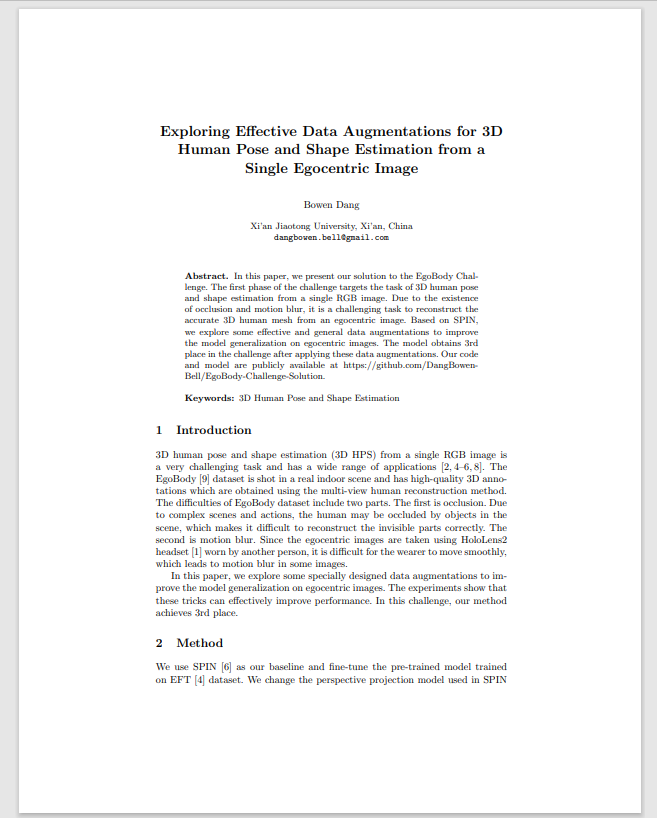 Exploring Effective Data Augmentations for 3D
Human Pose and Shape Estimation from a
Single Egocentric Image
Bowen Dang
Xi'an Jiaotong University, Xi'an, China
dangbowen.bell@gmail.com
Abstract. In this paper, we present our solution to the EgoBody Chal-
lenge. The first phase of the challenge targets the task of 3D human pose
and shape estimation from a single RGB image. Due to the existence
of occlusion and motion blur, it is a challenging task to reconstruct the
accurate 3D human mesh from an egocentric image. Based on SPIN,
we explore some effective and general data augmentations to improve
the model generalization on egocentric images. The model obtains 3rd
place in the challenge after applying these data augmentations. Our code
and model are publicly available at https://github.com/DangBowen-
Bell/EgoBody-Challenge-Solution.
Keywords: 3D Human Pose and Shape Estimation
1 Introduction
3D human pose and shape estimation (3D HPS) from a single RGB image is
a very challenging task and has a wide range of applications [2, 4–6, 8]. The
EgoBody [9] dataset is shot in a real indoor scene and has high-quality 3D anno-
tations which are obtained using the multi-view human reconstruction method.
The difficulties of EgoBody dataset include two parts. The first is occlusion. Due
to complex scenes and actions, the human may be occluded by objects in the
scene, which makes it difficult to reconstruct the invisible parts correctly. The
second is motion blur. Since the egocentric images are taken using HoloLens2
headset [1] worn by another person, it is difficult for the wearer to move smoothly,
which leads to motion blur in some images.
In this paper, we explore some specially designed data augmentations to im-
prove the model generalization on egocentric images. The experiments show that
these tricks can effectively improve performance. In this challenge, our method
achieves 3rd place.
2 Method
We use SPIN [6] as our baseline and fine-tune the pre-trained model trained
on EFT [4] dataset. We change the perspective projection model used in SPIN